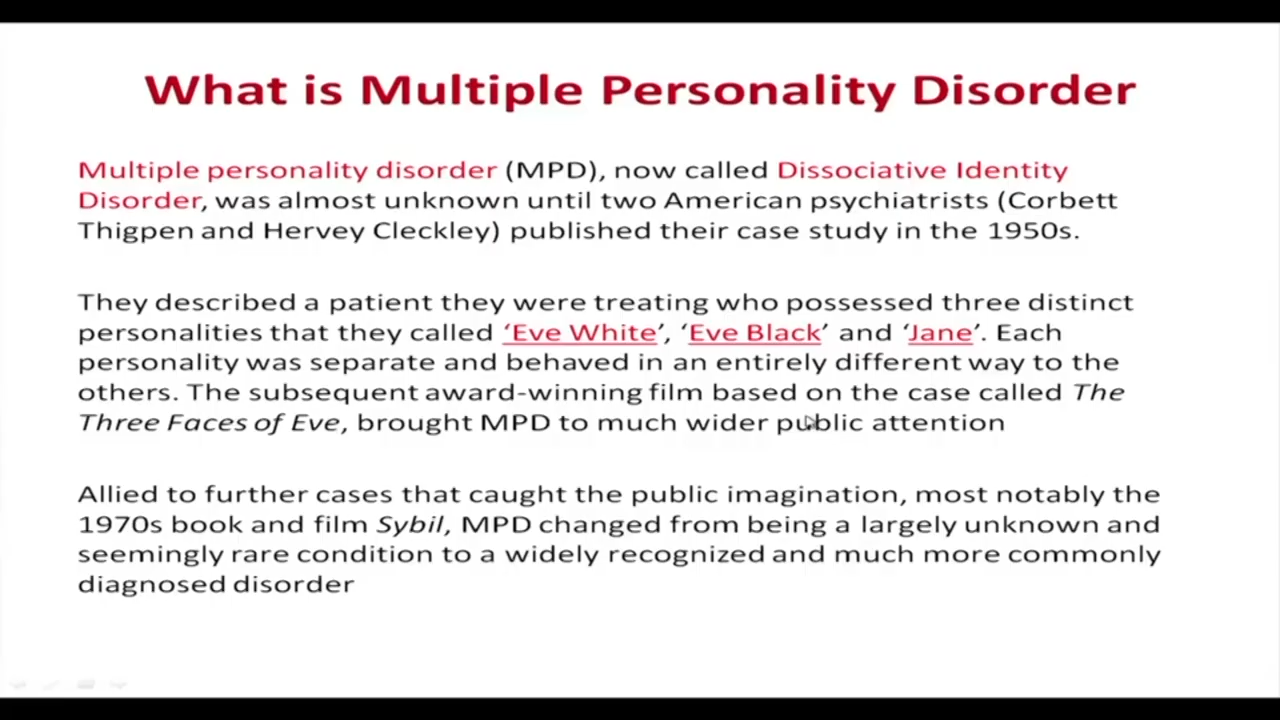 What is Multiple Personality Disorder
Multiple personality disorder (MPD), now called Dissociative Identity
Disorder, was almost unknown until two American psychiatrists (Corbett
Thigpen and Hervey Cleckley) published their case study in the 1950s.
They described a patient they were treating who possessed three distinct
personalities that they called ‘Eve White’, ‘Eve Black’ and ‘Jane’. Each
personality was separate and behaved in an entirely different way to the
others. The subsequent award-winning film based on the case called The
Three Faces of Eve, brought MPD to much wider public attention
Allied to further cases that caught the public imagination, most notably the
1970s book and film Sybil, MPD changed from being a largely unknown and
seemingly rare condition to a widely recognized and much more commonly
diagnosed disorder